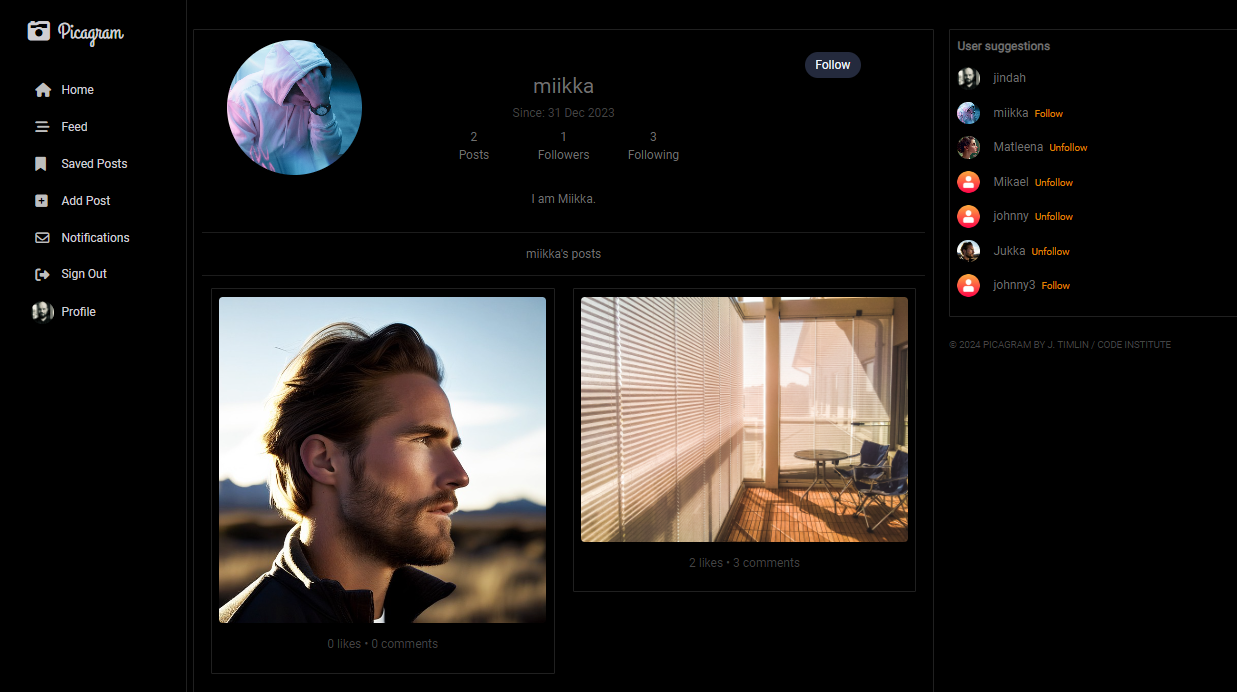 Picagram
Home
Feed
Saved Posts
Add Post
Notifications
Sign Out
Profile
Follow
miikka
Since: 31 Dec 2023
2 1 3
Posts Followers Following
I am Miikka.
miikka's posts
0 likes • 0 comments
2 likes • 3 comments
User suggestions
jindah
miikka Follow
Matleena Unfollow
Mikael Unfollow
johnny Unfollow
Jukka Unfollow
johnny3 Follow
© 2024 PICAGRAM BY J. TIMLIN / CODE INSTITUTE